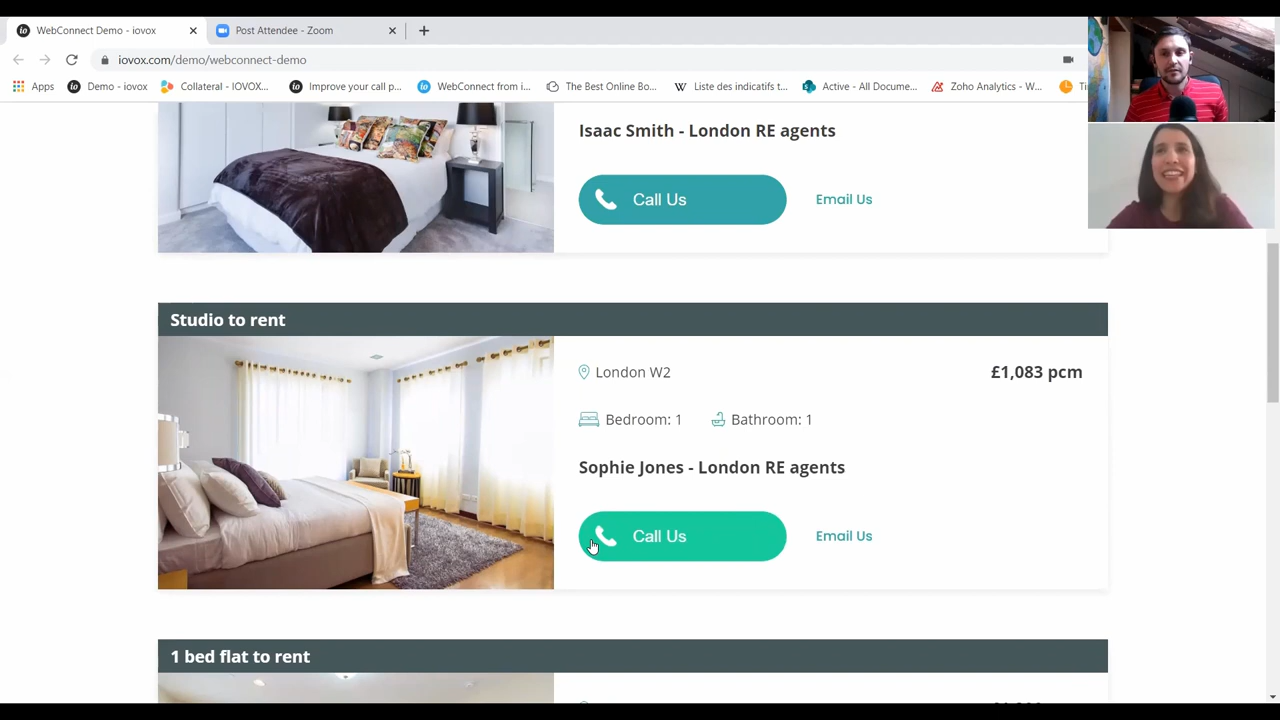 WebConnect Demo - iovox
Post Attendee - Zoom
iovox.com/demo/webconnect-demo
Apps
Demo - iovox
Collateral - IOVOX...
Improve your call p...
WebConnect from i...
The Best Online Bo...
Liste des indicatifs t...
Active - All Docume...
Zoho Analytics - W...
Isaac Smith - London RE agents
Call Us
Email Us
Studio to rent
London W2
£1,083 pcm
Bedroom: 1
Bathroom: 1
Sophie Jones - London RE agents
Call Us
Email Us
1 bed flat to rent